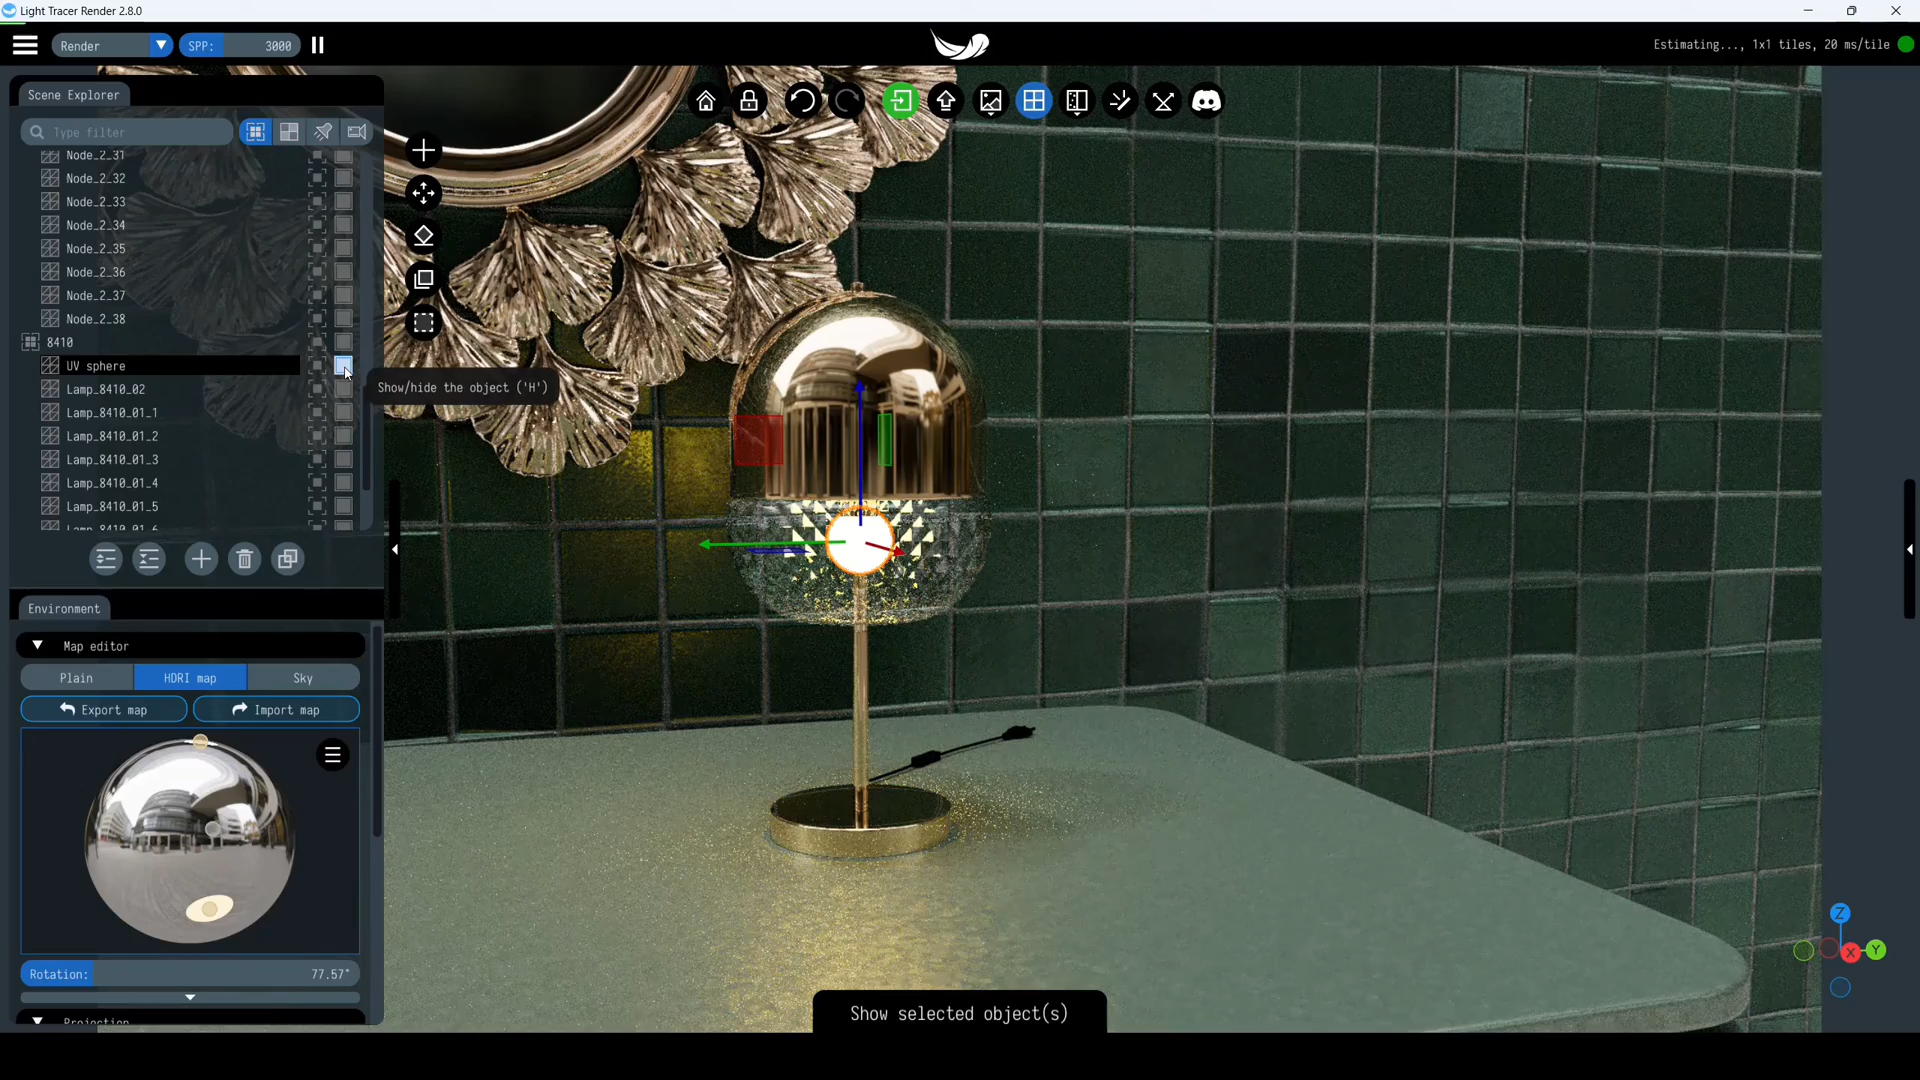 Light Tracer Render 2.8.0
Render
SPP: 3000
Estimating..., 1x1 tiles, 20 ms/tile
Scene Explorer
Type filter
Node_2_31
Node_2_32
Node_2_33
Node_2_34
Node_2_35
Node_2_36
Node_2_37
Node_2_38
8410
UV sphere
Show/hide the object ('H')
Lamp_8410_02
Lamp_8410_01_1
Lamp_8410_01_2
Lamp_8410_01_3
Lamp_8410_01_4
Lamp_8410_01_5
Lamp_8410_01_6
Environment
Map editor
Plain
HDRI map
Sky
Export map
Import map
Rotation: 77.57°
Projection
Z
X
Y
Show selected object(s)